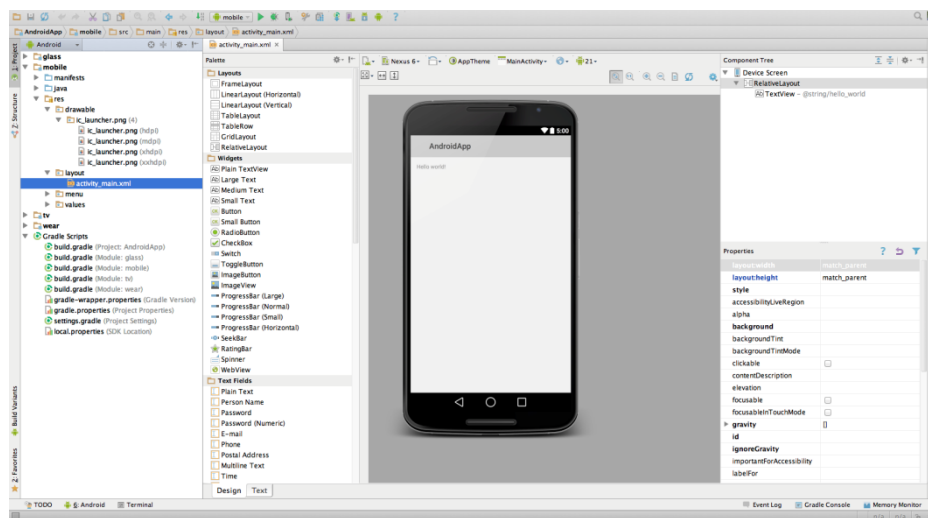 mobile
AndroidApp mobile src main res layout activity_main.xml
Android
activity_main.xml
1: Project
Z: Structure
Build Variants
2: Favorites
glass
mobile
manifests
java
res
drawable
ic_launcher.png (4)
ic_launcher.png (hdpi)
ic_launcher.png (mdpi)
ic_launcher.png (xhdpi)
ic_launcher.png (xxhdpi)
layout
activity_main.xml
menu
values
tv
wear
Gradle Scripts
build.gradle (Project: AndroidApp)
build.gradle (Module: glass)
build.gradle (Module: mobile)
build.gradle (Module: tv)
build.gradle (Module: wear)
gradle-wrapper.properties (Gradle Version)
gradle.properties (Project Properties)
settings.gradle (Project Settings)
local.properties (SDK Location)
Palette
Layouts
FrameLayout
LinearLayout (Horizontal)
LinearLayout (Vertical)
TableLayout
TableRow
GridLayout
RelativeLayout
Widgets
Plain TextView
Large Text
Medium Text
Small Text
Button
Small Button
RadioButton
CheckBox
Switch
ToggleButton
ImageButton
ImageView
ProgressBar (Large)
ProgressBar (Normal)
ProgressBar (Small)
ProgressBar (Horizontal)
SeekBar
RatingBar
Spinner
WebView
Text Fields
Plain Text
Person Name
Password
Password (Numeric)
E-mail
Phone
Postal Address
Multiline Text
Time
Design Text
Nexus 6 AppTheme MainActivity 21
5:00
AndroidApp
Hello world!
Component Tree
Device Screen
RelativeLayout
Ab TextView - @string/hello_world
Properties
layout:width match_parent
layout:height match_parent
style
accessibilityLiveRegion
alpha
background
backgroundTint
backgroundTintMode
clickable
contentDescription
elevation
focusable
focusableInTouchMode
gravity []
id
ignoreGravity
importantForAccessibility
labelFor
TODO 6: Android Terminal
Event Log Gradle Console Memory Monitor
n/a n/a